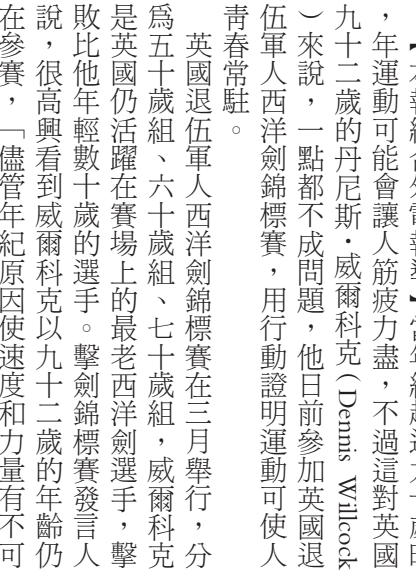 ，年運動可能會讓人筋疲力盡，不過這對英國
九十二歲的丹尼斯・威爾科克（Dennis Willcock
）來說，一點都不成問題，他日前參加英國退
伍軍人西洋劍錦標賽，用行動證明運動可使人
靑春常駐。
英國退伍軍人西洋劍錦標賽在三月舉行，分
爲五十歲組、六十歲組、七十歲組，威爾科克
是英國仍活躍在賽場上的最老西洋劍選手，擊
敗比他年輕數十歲的選手。擊劍錦標賽發言人
說，很高興看到威爾科克以九十二歲的年齡仍
在參賽，「儘管年紀原因使速度和力量有不可